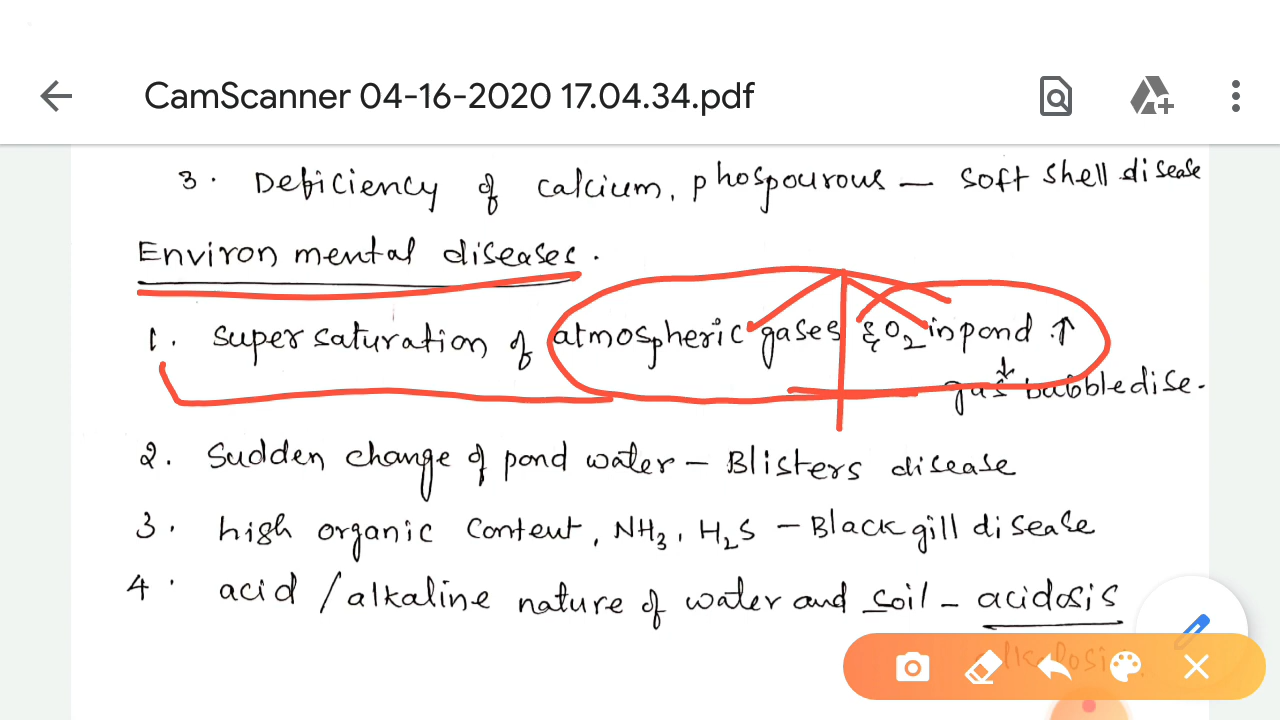 CamScanner 04-16-2020 17.04.34.pdf
3. Deficiency of calcium, phospourous – soft shell disease
Environmental diseases.
1. super saturation of atmospheric gases & O2 in pond ↑
↓
gas bubble dise.
2. Sudden change of pond water – Blisters disease
3. high organic content, NH3, H2S – Black gill disease
4. acid / alkaline nature of water and soil – acidosis